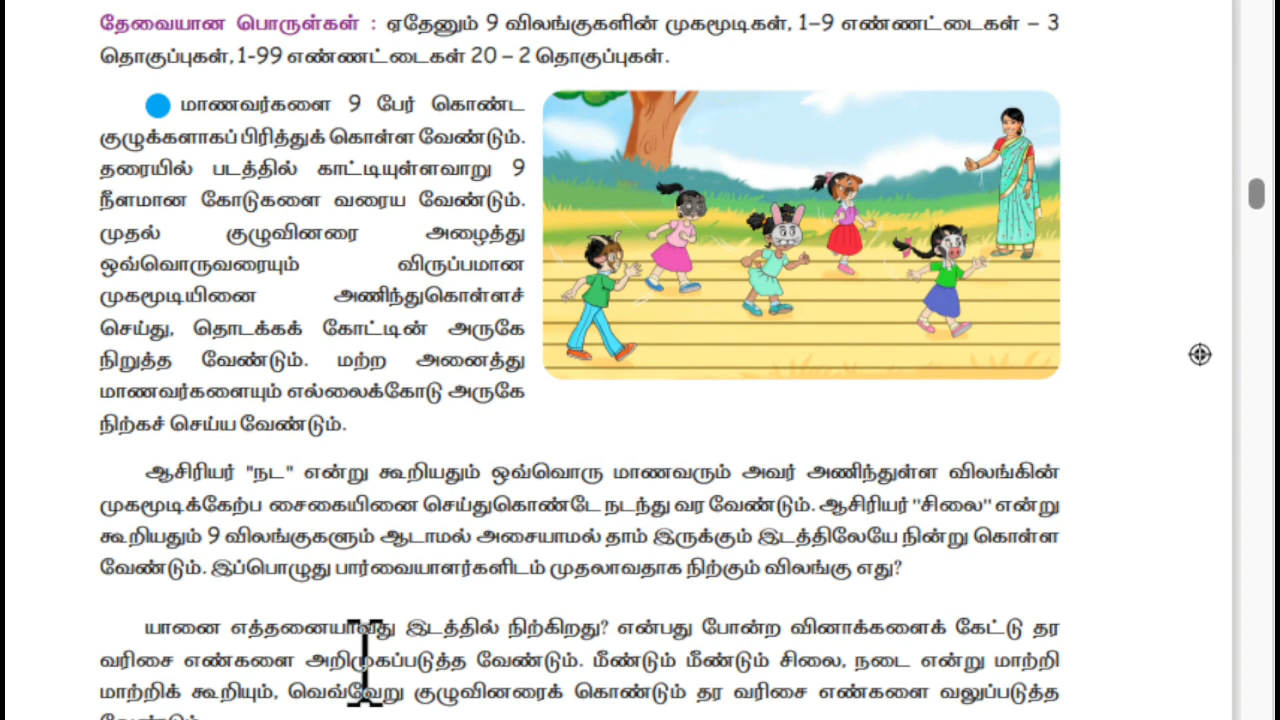 தேவையான பொருள்கள் : ஏதேனும் 9 விலங்குகளின் முகமூடிகள், 1–9 எண்ணட்டைகள் – 3
தொகுப்புகள், 1-99 எண்ணட்டைகள் 20 – 2 தொகுப்புகள்.
மாணவர்களை 9 பேர் கொண்ட
குழுக்களாகப் பிரித்துக் கொள்ள வேண்டும்.
தரையில் படத்தில் காட்டியுள்ளவாறு 9
நீளமான கோடுகளை வரைய வேண்டும்.
முதல் குழுவினரை அழைத்து
ஒவ்வொருவரையும் விருப்பமான
முகமூடியினை அணிந்துகொள்ளச்
செய்து, தொடக்கக் கோட்டின் அருகே
நிறுத்த வேண்டும். மற்ற அனைத்து
மாணவர்களையும் எல்லைக்கோடு அருகே
நிற்கச் செய்ய வேண்டும்.
ஆசிரியர் "நட" என்று கூறியதும் ஒவ்வொரு மாணவரும் அவர் அணிந்துள்ள விலங்கின்
முகமூடிக்கேற்ப சைகையினை செய்துகொண்டே நடந்து வர வேண்டும். ஆசிரியர் "சிலை" என்று
கூறியதும் 9 விலங்குகளும் ஆடாமல் அசையாமல் தாம் இருக்கும் இடத்திலேயே நின்று கொள்ள
வேண்டும். இப்பொழுது பார்வையாளர்களிடம் முதலாவதாக நிற்கும் விலங்கு எது?
யானை எத்தனையாவது இடத்தில் நிற்கிறது? என்பது போன்ற வினாக்களைக் கேட்டு தர
வரிசை எண்களை அறிமுகப்படுத்த வேண்டும். மீண்டும் மீண்டும் சிலை, நடை என்று மாற்றி
மாற்றிக் கூறியும், வெவ்வேறு குழுவினரைக் கொண்டும் தர வரிசை எண்களை வலுப்படுத்த